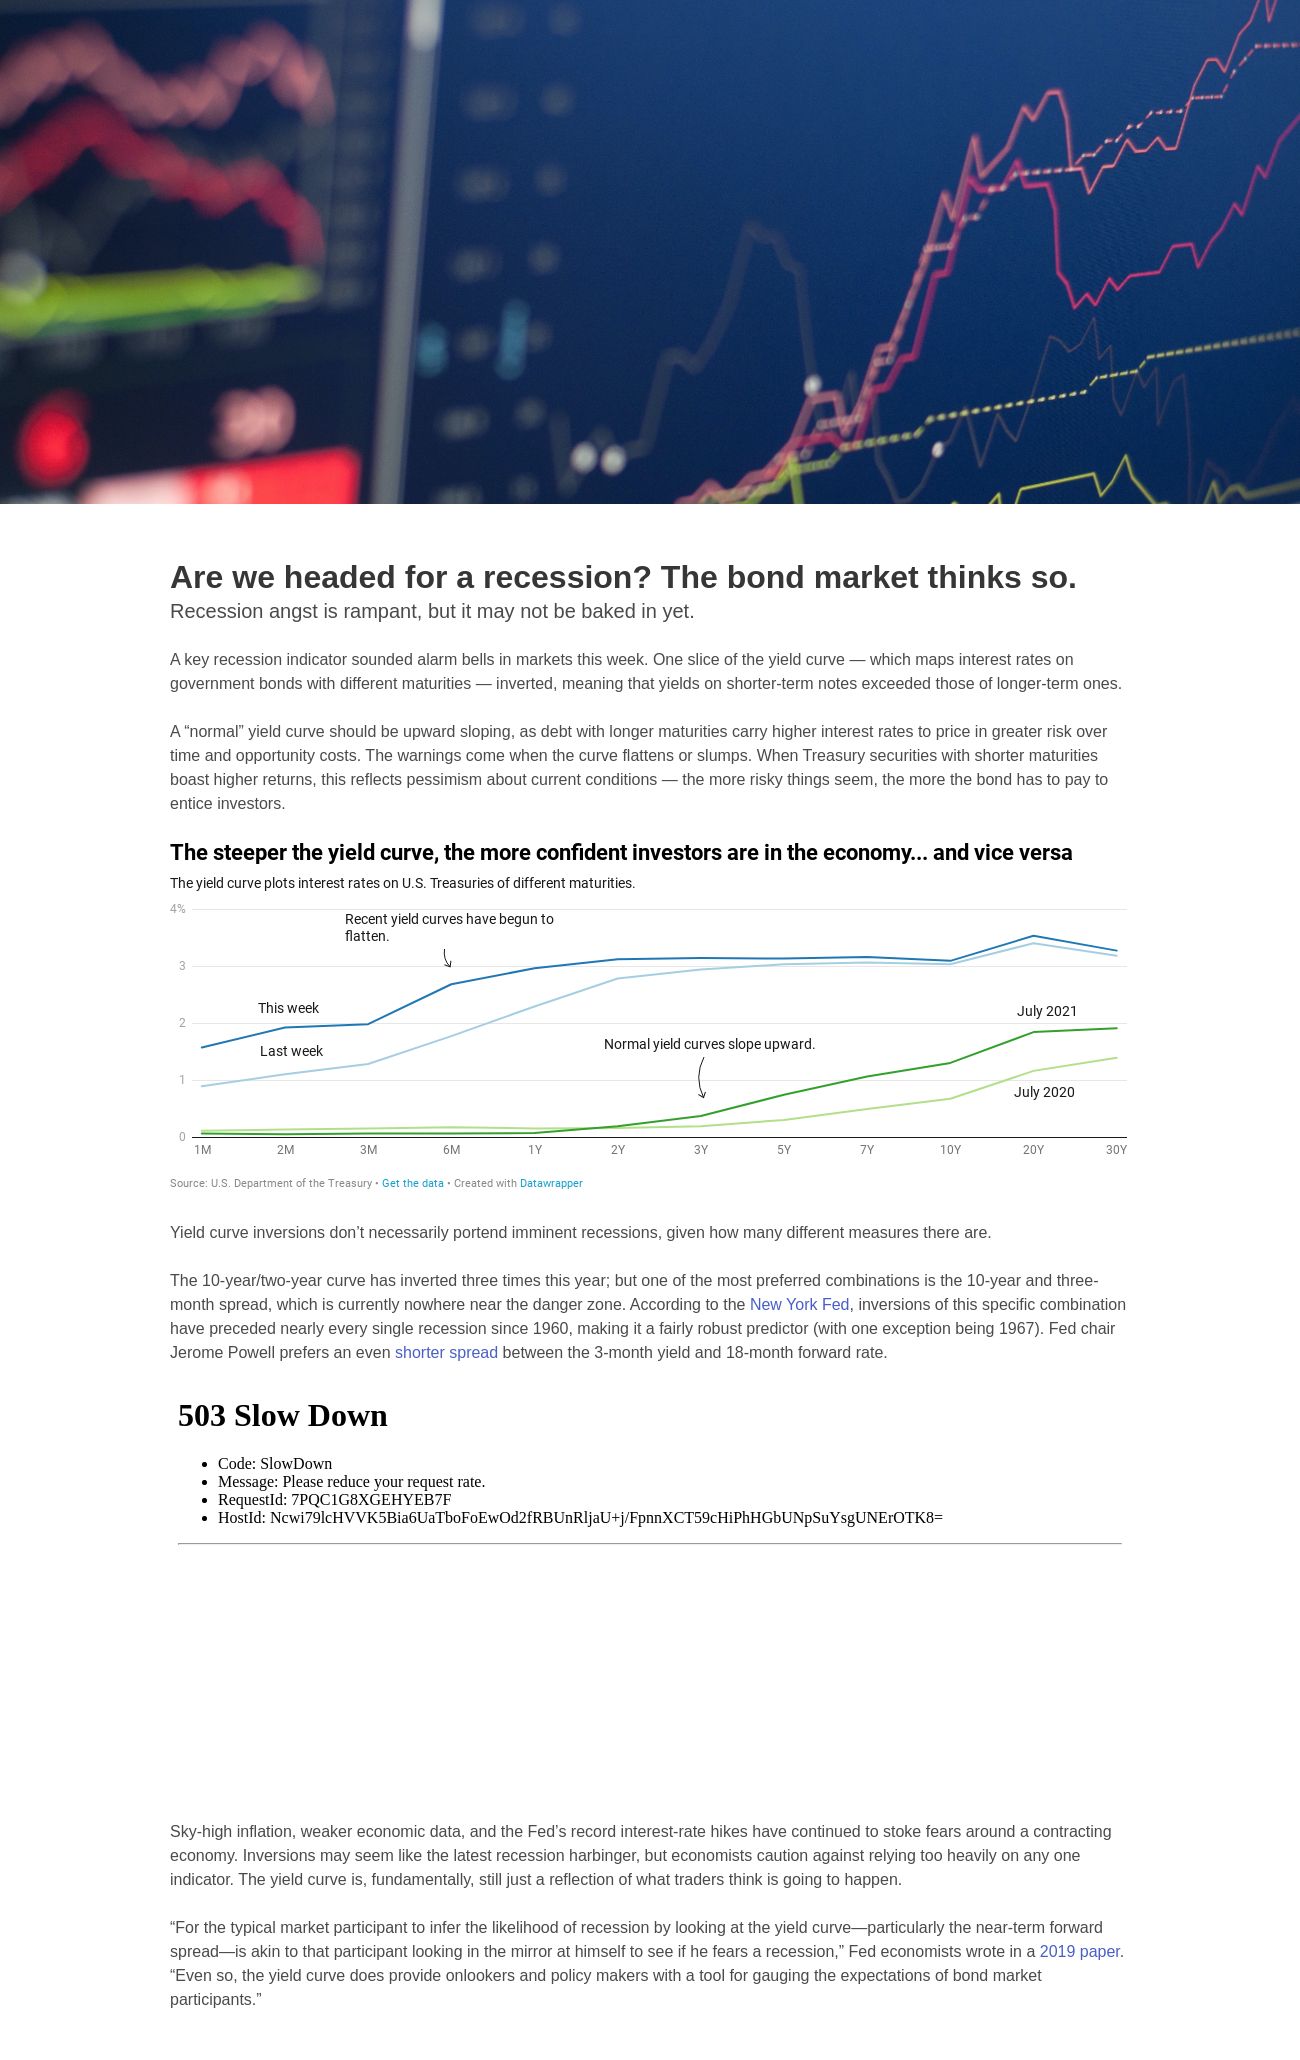 Are we headed for a recession? The bond market thinks so.
Recession angst is rampant, but it may not be baked in yet.
A key recession indicator sounded alarm bells in markets this week. One slice of the yield curve — which maps interest rates on
government bonds with different maturities — inverted, meaning that yields on shorter-term notes exceeded those of longer-term ones.
A “normal” yield curve should be upward sloping, as debt with longer maturities carry higher interest rates to price in greater risk over
time and opportunity costs. The warnings come when the curve flattens or slumps. When Treasury securities with shorter maturities
boast higher returns, this reflects pessimism about current conditions — the more risky things seem, the more the bond has to pay to
entice investors.
The steeper the yield curve, the more confident investors are in the economy... and vice versa
The yield curve plots interest rates on U.S. Treasuries of different maturities.
4%
Recent yield curves have begun to
flatten.
3
This week
July 2021
2
Last week
Normal yield curves slope upward.
1
July 2020
0
1M 2M 3M 6M 1Y 2Y 3Y 5Y 7Y 10Y 20Y 30Y
Source: U.S. Department of the Treasury • Get the data • Created with Datawrapper
Yield curve inversions don’t necessarily portend imminent recessions, given how many different measures there are.
The 10-year/two-year curve has inverted three times this year; but one of the most preferred combinations is the 10-year and three-
month spread, which is currently nowhere near the danger zone. According to the New York Fed, inversions of this specific combination
have preceded nearly every single recession since 1960, making it a fairly robust predictor (with one exception being 1967). Fed chair
Jerome Powell prefers an even shorter spread between the 3-month yield and 18-month forward rate.
503 Slow Down
• Code: SlowDown
• Message: Please reduce your request rate.
• RequestId: 7PQC1G8XGEHYEB7F
• HostId: Ncwi79lcHVVK5Bia6UaTboFoEwOd2fRBUnRljaU+j/FpnnXCT59cHiPhHGbUNpSuYsgUNErOTK8=
Sky-high inflation, weaker economic data, and the Fed’s record interest-rate hikes have continued to stoke fears around a contracting
economy. Inversions may seem like the latest recession harbinger, but economists caution against relying too heavily on any one
indicator. The yield curve is, fundamentally, still just a reflection of what traders think is going to happen.
“For the typical market participant to infer the likelihood of recession by looking at the yield curve—particularly the near-term forward
spread—is akin to that participant looking in the mirror at himself to see if he fears a recession,” Fed economists wrote in a 2019 paper.
“Even so, the yield curve does provide onlookers and policy makers with a tool for gauging the expectations of bond market
participants.”